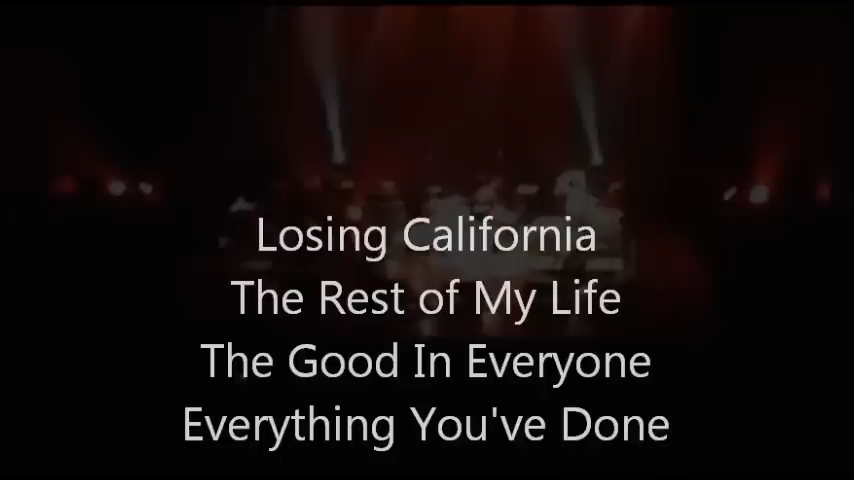 Losing California
The Rest of My Life
The Good In Everyone
Everything You've Done